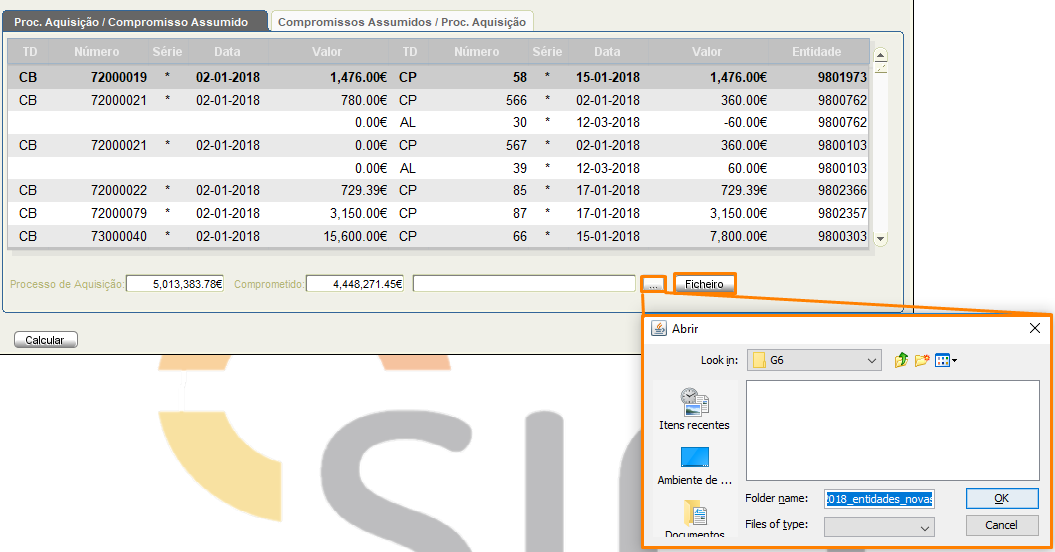 Proc. Aquisição / Compromisso Assumido Compromissos Assumidos / Proc. Aquisição
TD Número Série Data Valor TD Número Série Data Valor Entidade
CB 72000019 * 02-01-2018 1,476.00€ CP 58 * 15-01-2018 1,476.00€ 9801973
CB 72000021 * 02-01-2018 780.00€ CP 566 * 02-01-2018 360.00€ 9800762
0.00€ AL 30 * 12-03-2018 -60.00€ 9800762
CB 72000021 * 02-01-2018 0.00€ CP 567 * 02-01-2018 360.00€ 9800103
0.00€ AL 39 * 12-03-2018 60.00€ 9800103
CB 72000022 * 02-01-2018 729.39€ CP 85 * 17-01-2018 729.39€ 9802366
CB 72000079 * 02-01-2018 3,150.00€ CP 87 * 17-01-2018 3,150.00€ 9802357
CB 73000040 * 02-01-2018 15,600.00€ CP 66 * 15-01-2018 7,800.00€ 9800303
Processo de Aquisição: 5,013,383.78€ Comprometido: 4,448,271.45€ ... Ficheiro
Calcular
Abrir
Look in: G6
Itens recentes
Ambiente de ...
Documentos
Folder name: 2018_entidades_novas OK
Files of type: Cancel